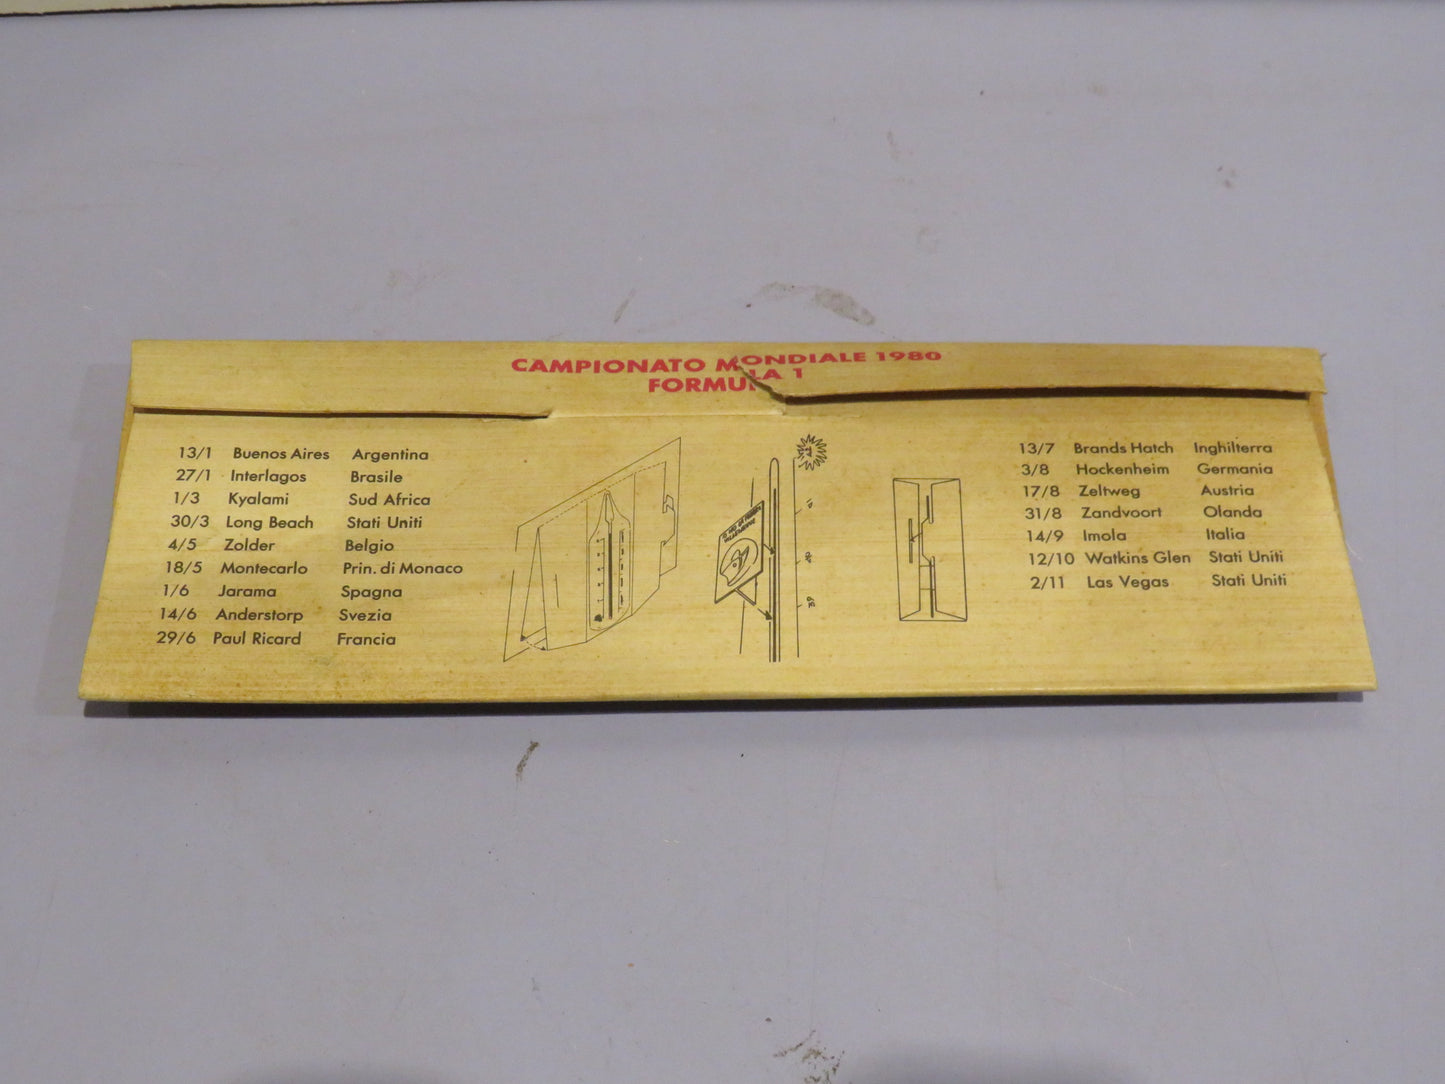 CAMPIONATO MONDIALE 1980
FORMULA 1
13/1 Buenos Aires Argentina
27/1 Interlagos Brasile
1/3 Kyalami Sud Africa
30/3 Long Beach Stati Uniti
4/5 Zolder Belgio
18/5 Montecarlo Prin. di Monaco
1/6 Jarama Spagna
14/6 Anderstorp Svezia
29/6 Paul Ricard Francia
13/7 Brands Hatch Inghilterra
3/8 Hockenheim Germania
17/8 Zeltweg Austria
31/8 Zandvoort Olanda
14/9 Imola Italia
12/10 Watkins Glen Stati Uniti
2/11 Las Vegas Stati Uniti